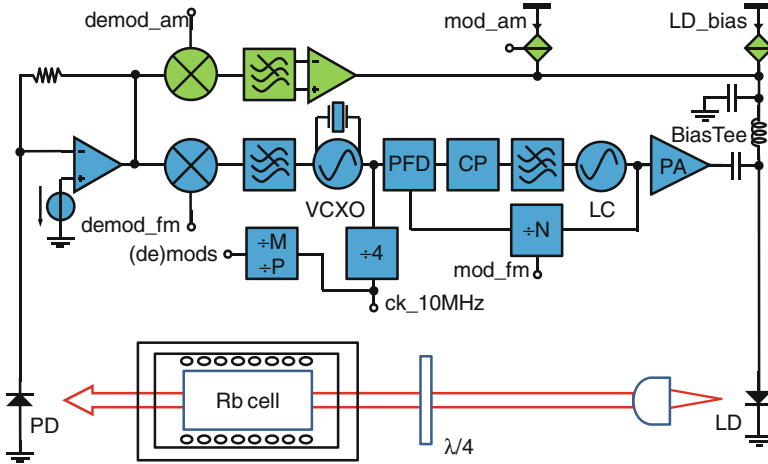 demod_am
mod_am
LD_bias
BiasTee
PFD
CP
PA
VCXO
LC
demod_fm
(de)mods
÷M
÷P
÷4
÷N
mod_fm
ck_10MHz
Rb cell
PD
λ/4
LD